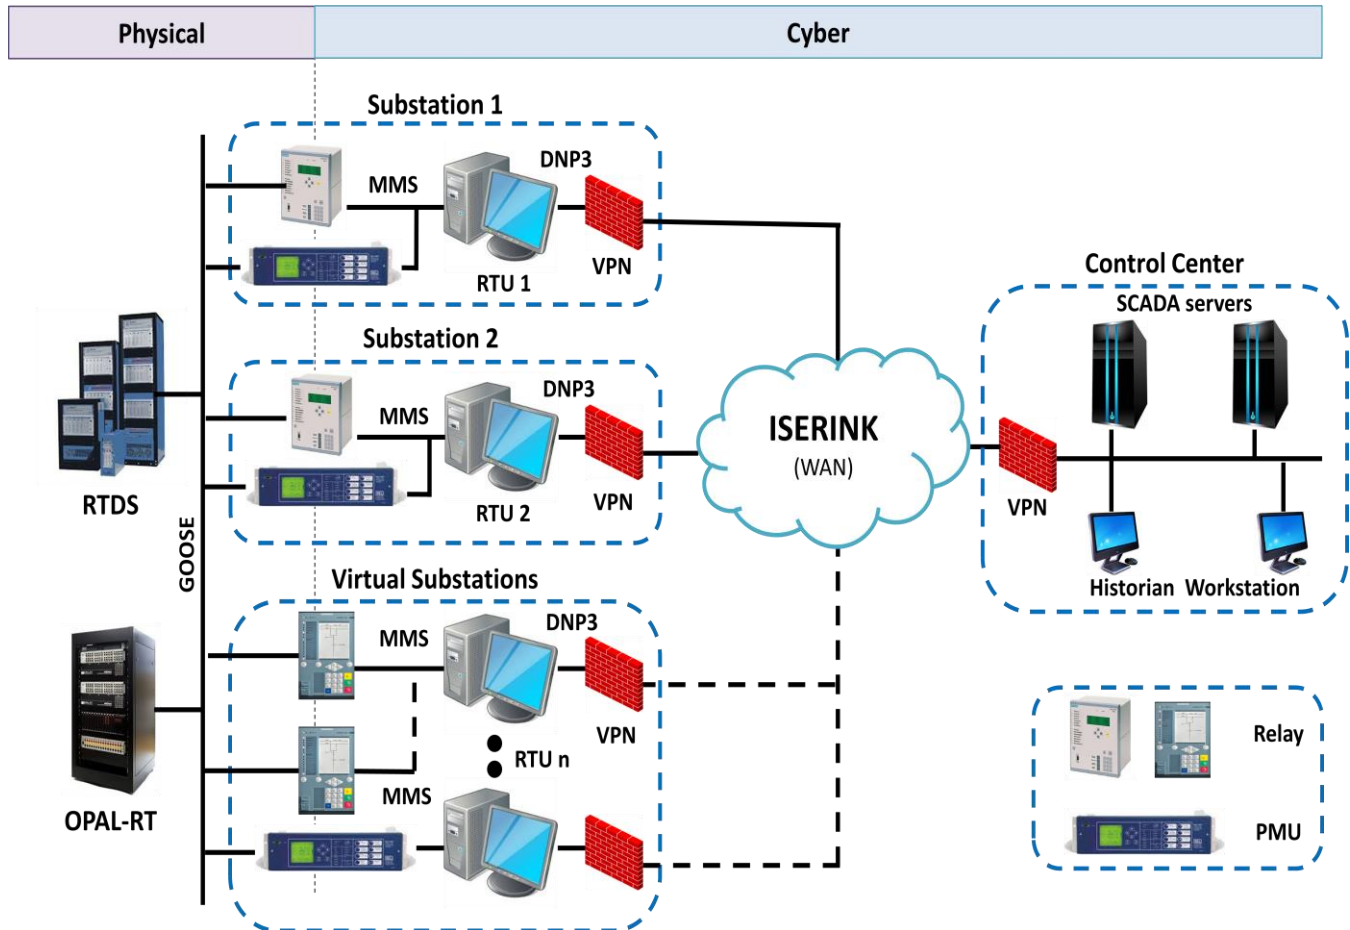 Physical
Cyber
Substation 1
MMS
DNP3
RTU 1
VPN
Substation 2
MMS
DNP3
RTU 2
VPN
RTDS
GOOSE
OPAL-RT
Virtual Substations
MMS
DNP3
VPN
RTU n
MMS
ISERINK
(WAN)
Control Center
SCADA servers
VPN
Historian
Workstation
Relay
PMU